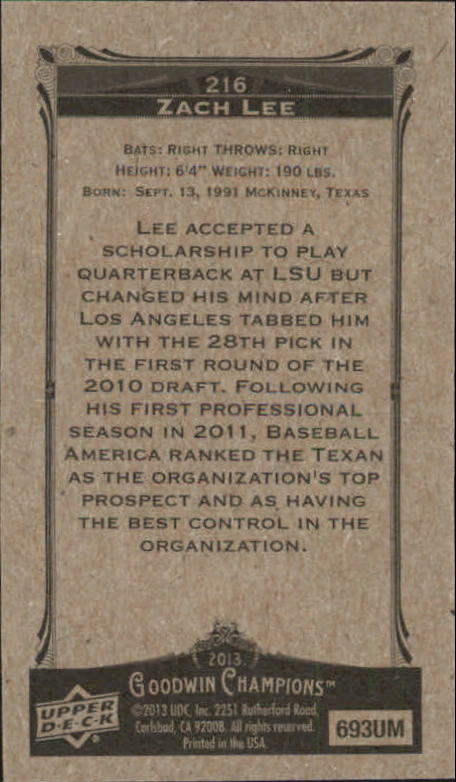 216
ZACH LEE
BATS: RIGHT THROWS: RIGHT
HEIGHT: 6'4" WEIGHT: 190 LBS.
BORN: SEPT. 13, 1991 MCKINNEY, TEXAS
LEE ACCEPTED A
SCHOLARSHIP TO PLAY
QUARTERBACK AT LSU BUT
CHANGED HIS MIND AFTER
LOS ANGELES TABBED HIM
WITH THE 28TH PICK IN
THE FIRST ROUND OF THE
2010 DRAFT. FOLLOWING
HIS FIRST PROFESSIONAL
SEASON IN 2011, BASEBALL
AMERICA RANKED THE TEXAN
AS THE ORGANIZATION'S TOP
PROSPECT AND AS HAVING
THE BEST CONTROL IN THE
ORGANIZATION.
2013
GOODWIN CHAMPIONS™
UPPER
D•E•C•K
©2013 UDC, Inc. 2251 Rutherford Road,
Carlsbad, CA 92008. All rights reserved.
Printed in the USA.
693UM